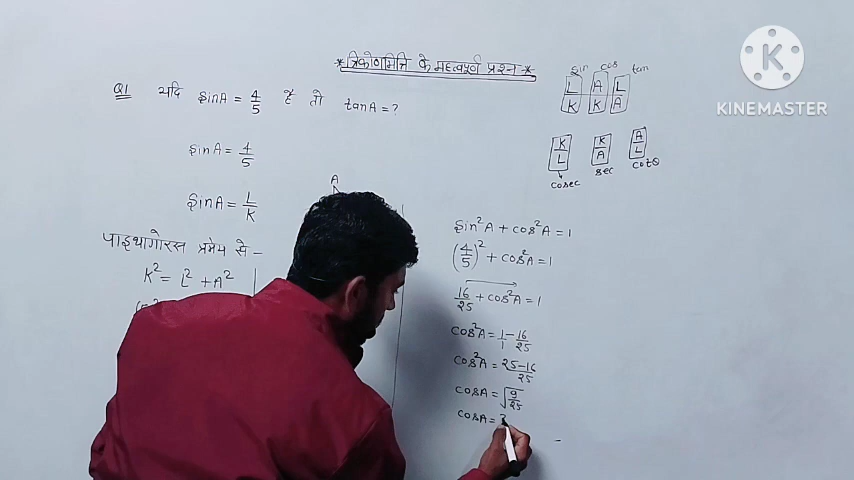 * त्रिकोणमिति के महत्वपूर्ण प्रश्न *
sin cos tan
L/K A/K L/A
K/L K/A A/L
cosec sec cotθ
Q1 यदि sinA = 4/5 है तो tanA = ?
sinA = 4/5
sinA = L/K
पाइथागोरस प्रमेय से -
K² = L² + A²
A
sin²A + cos²A = 1
(4/5)² + cos²A = 1
16/25 + cos²A = 1
cos²A = 1/1 - 16/25
cos²A = 25-16/25
cosA = √9/25
cosA =
K
KINEMASTER